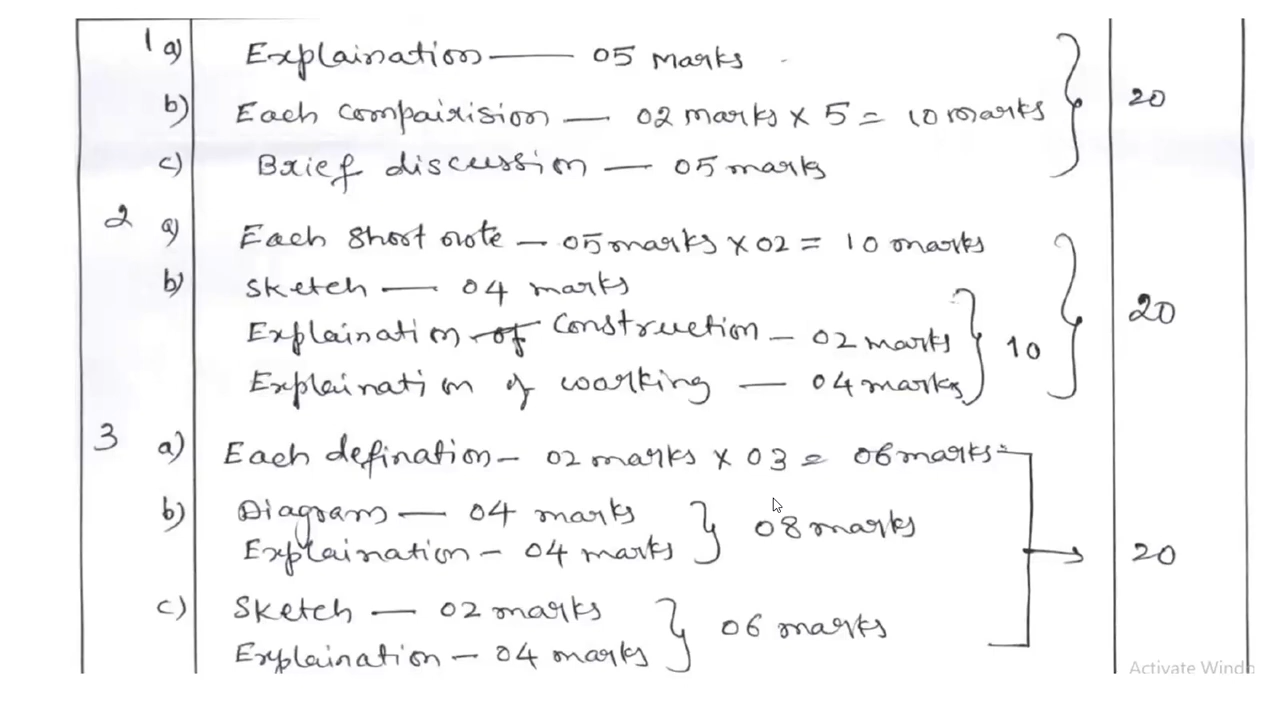 1 a) Explaination — 05 Marks
b) Each compairision — 02 marks x 5 = 10 marks } 20
c) Brief discussion — 05 marks
2 a) Each short note — 05 marks x 02 = 10 marks
b) Sketch — 04 marks
Explaination of Construction — 02 marks } 10 } 20
Explaination of woarking — 04 marks
3 a) Each defination — 02 marks x 03 = 06 marks
b) Diagram — 04 marks } 08 marks
Explaination — 04 marks → 20
c) Sketch — 02 marks } 06 marks
Explaination — 04 marks
Activate Windo